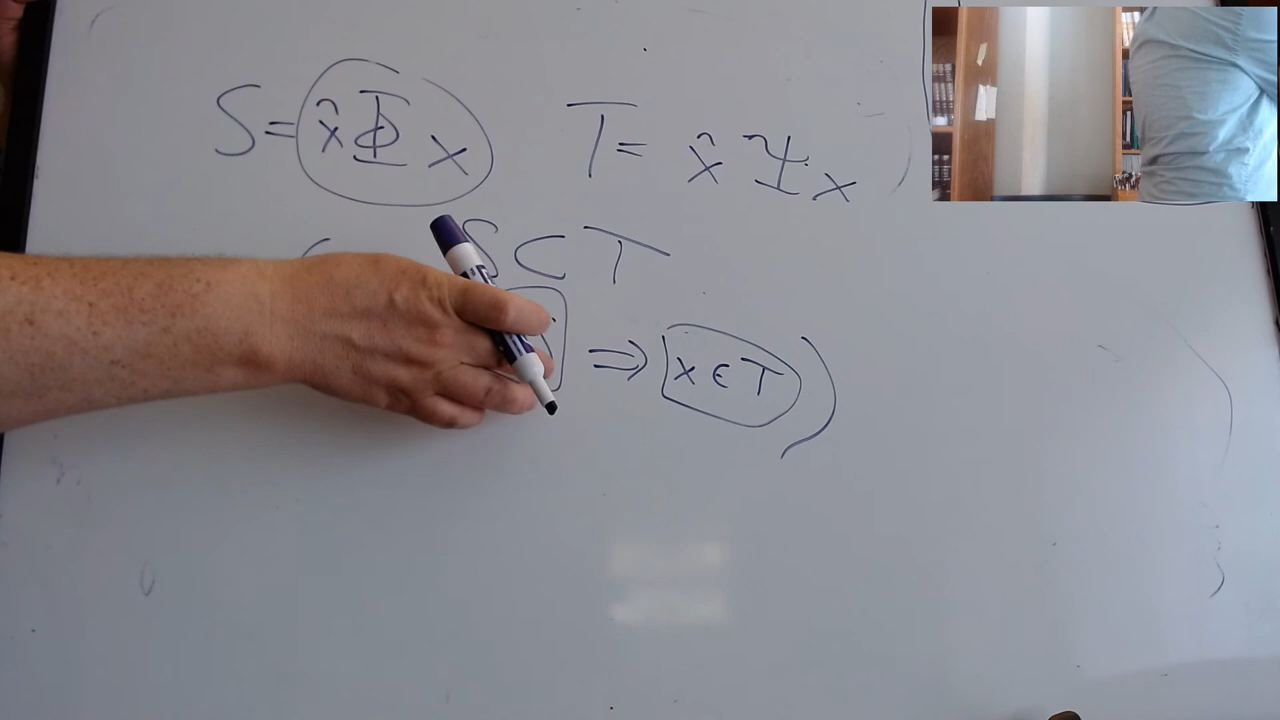 S = x̂Φx T = x̂Ψx
( S ⊂ T
⇒ x ∈ T )